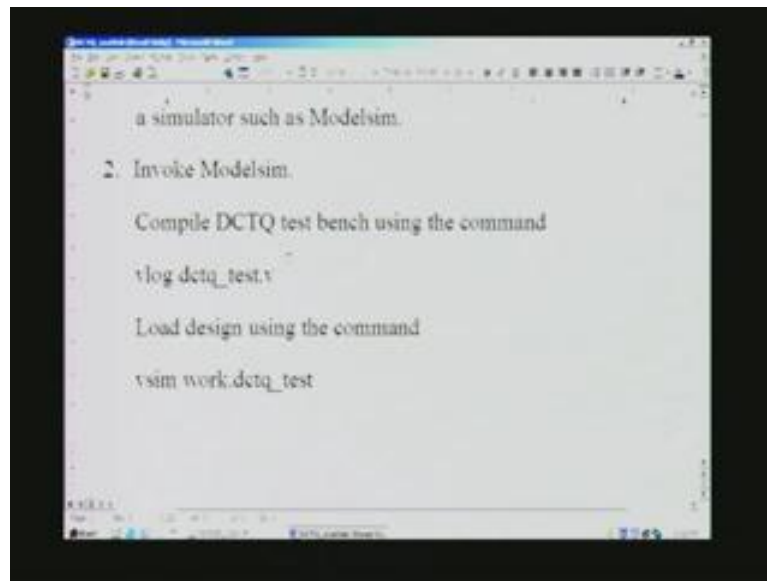 a simulator such as Modelsim.
2. Invoke Modelsim.
Compile DCTQ test bench using the command
vlog dctq_test.v
Load design using the command
vsim work.dctq_test